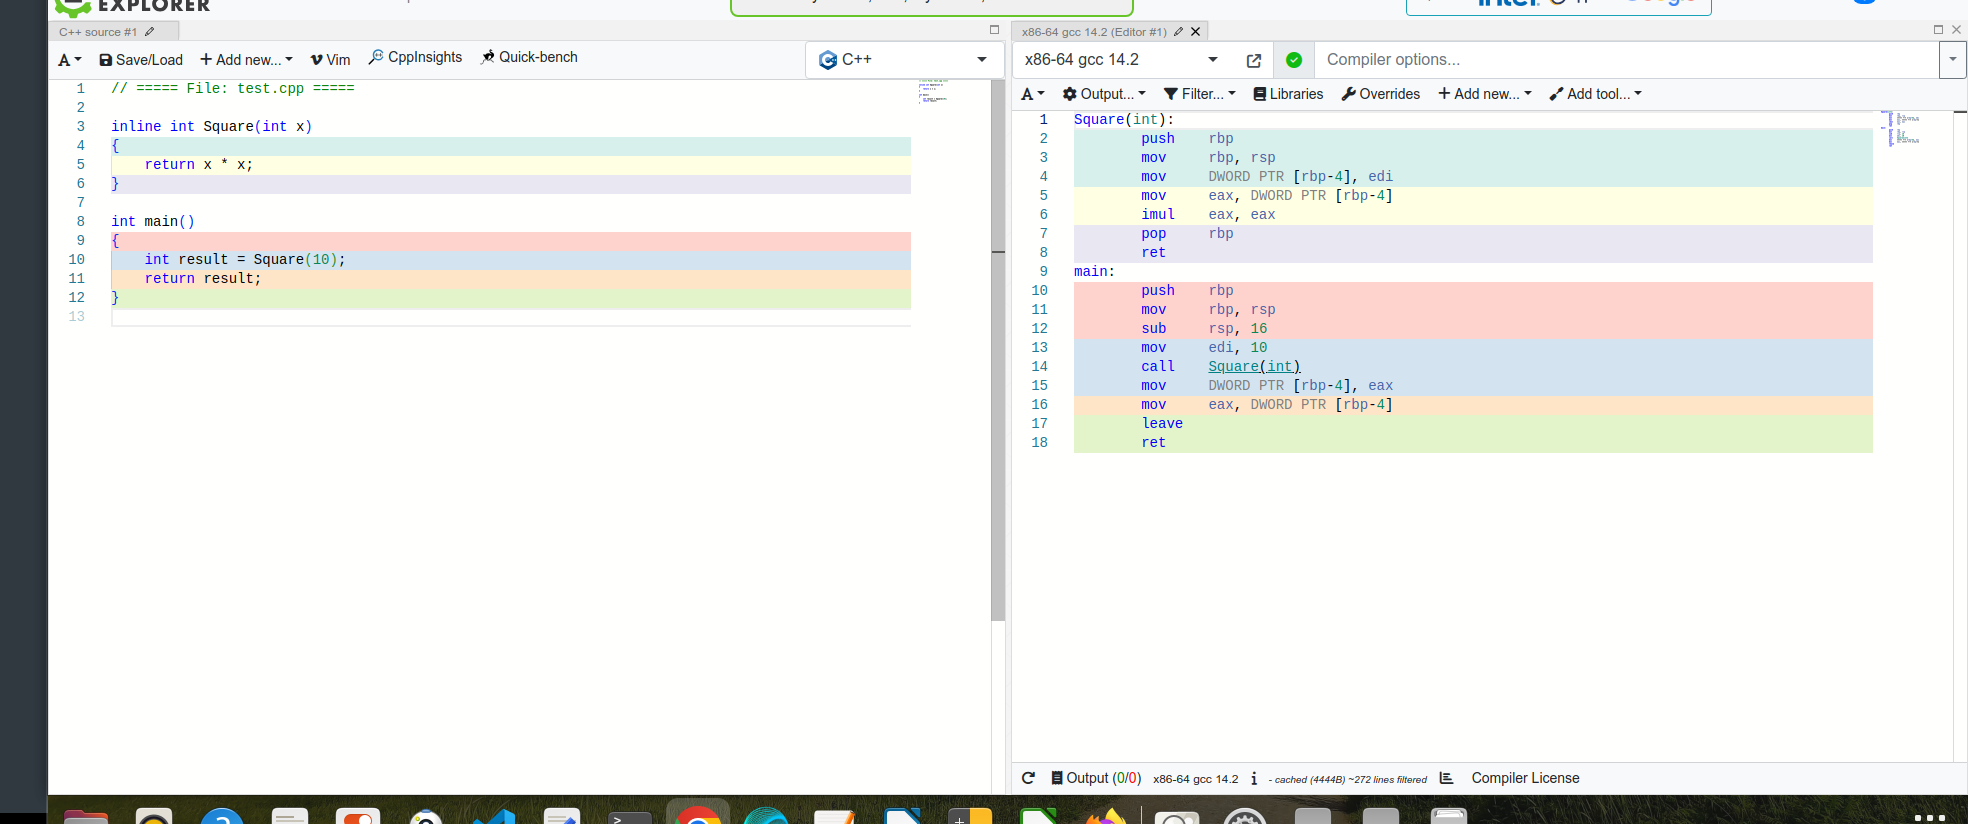 EXPLORER
intel
Google
C++ source #1
A
Save/Load
+ Add new...
Vim
CppInsights
Quick-bench
C++
1 // ===== File: test.cpp =====
2
3 inline int Square(int x)
4 {
5 return x * x;
6 }
7
8 int main()
9 {
10 int result = Square(10);
11 return result;
12 }
13
x86-64 gcc 14.2 (Editor #1)
x86-64 gcc 14.2
Compiler options...
A
Output...
Filter...
Libraries
Overrides
+ Add new...
Add tool...
1 Square(int):
2 push rbp
3 mov rbp, rsp
4 mov DWORD PTR [rbp-4], edi
5 mov eax, DWORD PTR [rbp-4]
6 imul eax, eax
7 pop rbp
8 ret
9 main:
10 push rbp
11 mov rbp, rsp
12 sub rsp, 16
13 mov edi, 10
14 call Square(int)
15 mov DWORD PTR [rbp-4], eax
16 mov eax, DWORD PTR [rbp-4]
17 leave
18 ret
Output (0/0) x86-64 gcc 14.2 i - cached (4444B) ~272 lines filtered Compiler License